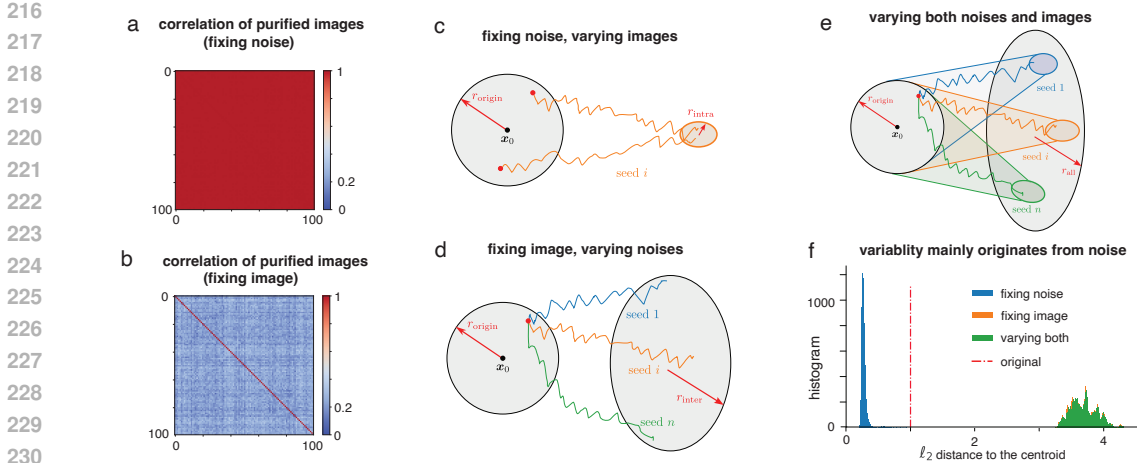 216
217
218
219
220
221
222
223
224
225
226
227
228
229
230
a
correlation of purified images
(fixing noise)
0
100
0
100
1
0.8
0.2
0
b
correlation of purified images
(fixing image)
0
100
0
100
1
0.8
0.2
0
c
fixing noise, varying images
r_origin
x_0
r_intra
seed i
d
fixing image, varying noises
r_origin
x_0
seed 1
seed i
r_inter
seed n
e
varying both noises and images
r_origin
x_0
seed 1
seed i
r_all
seed n
f
variablity mainly originates from noise
histogram
1000
0
fixing noise
fixing image
varying both
original
0
2
4
ℓ_2 distance to the centroid